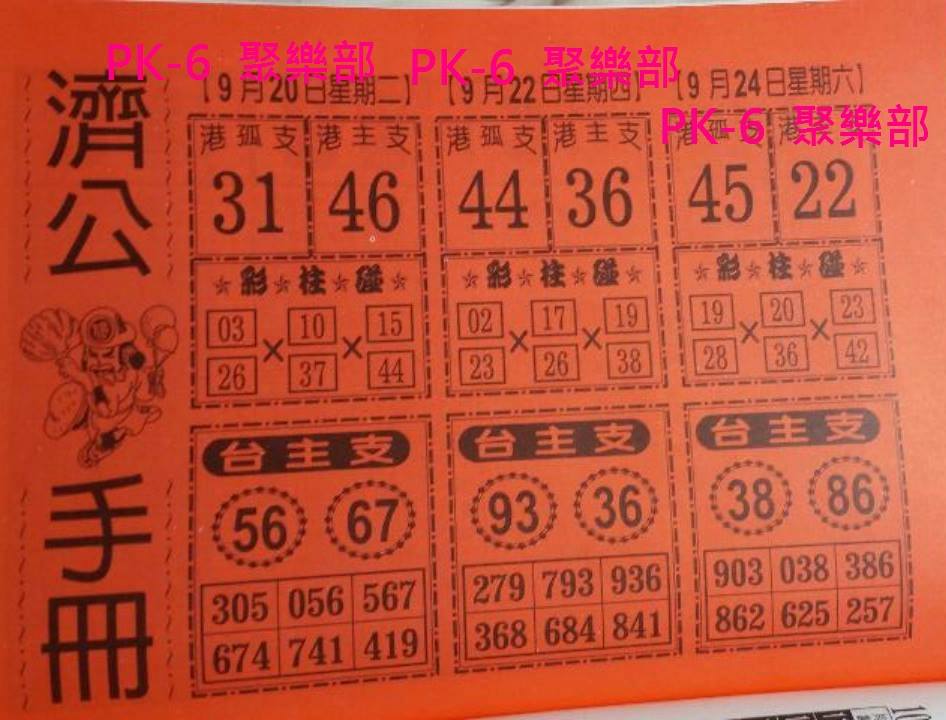 PK-6 聚樂部 PK-6 聚樂部
PK-6 聚樂部
濟公手冊
【9月20日星期二】
港孤支 港主支
31 46
☆彩☆柱☆碰☆
03 × 10 × 15
26 37 44
台主支
56 67
305 056 567
674 741 419
【9月22日星期四】
港孤支 港主支
44 36
☆彩☆柱☆碰☆
02 × 17 × 19
23 26 38
台主支
93 36
279 793 936
368 684 841
【9月24日星期六】
港孤支 港
45 22
☆彩☆柱☆碰☆
19 × 20 × 23
28 36 42
台主支
38 86
903 038 386
862 625 257